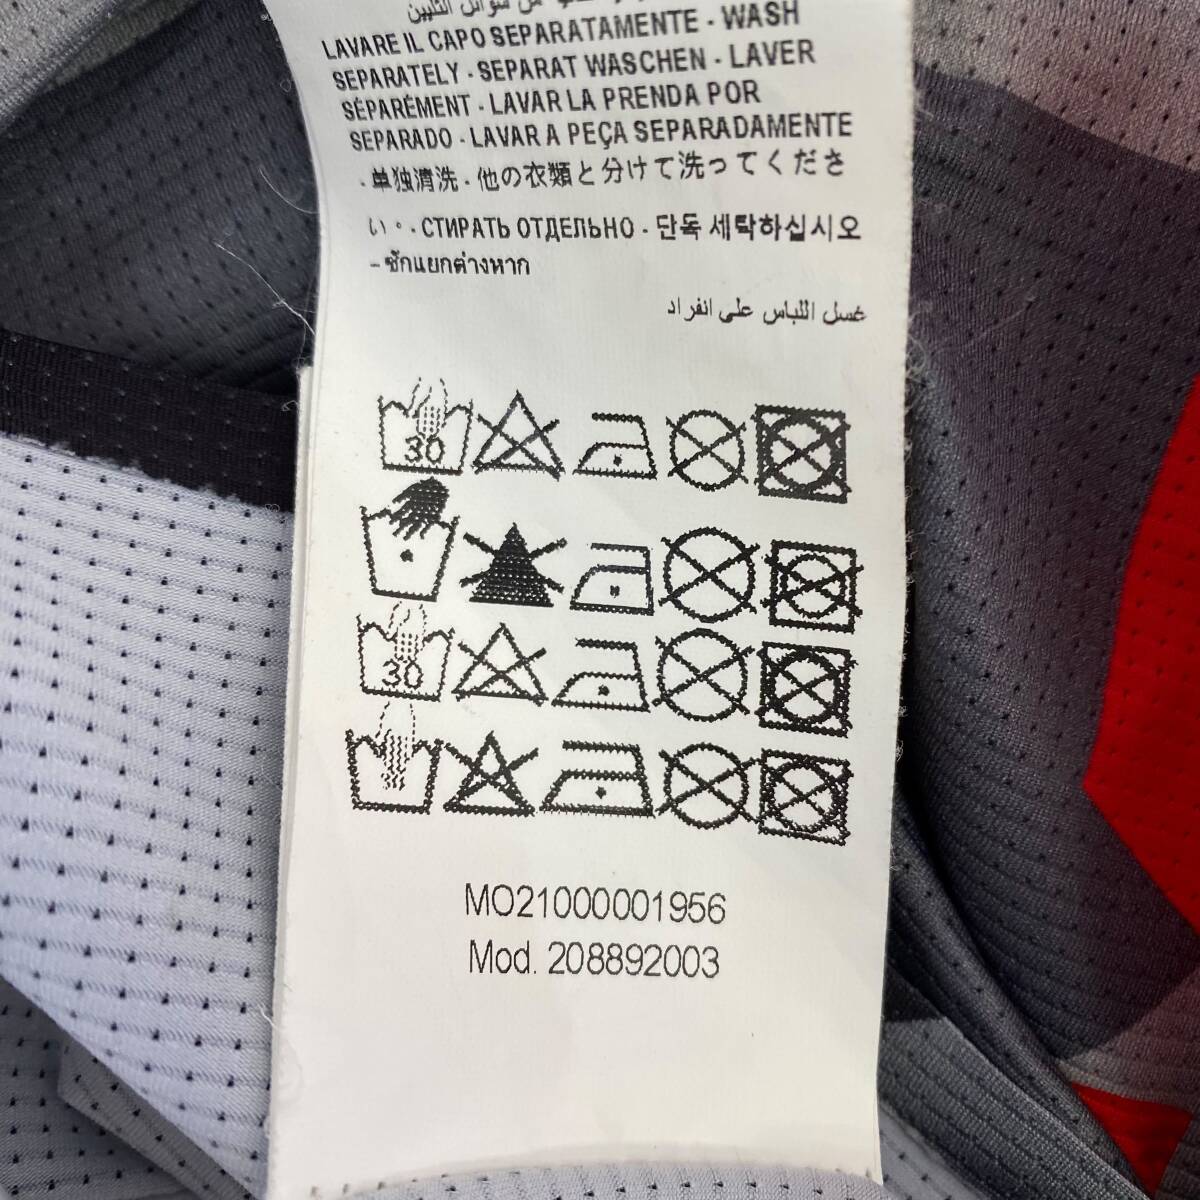 LAVARE IL CAPO SEPARATAMENTE - WASH
SEPARATELY - SEPARAT WASCHEN - LAVER
SÉPARÉMENT - LAVAR LA PRENDA POR
SEPARADO - LAVAR A PEÇA SEPARADAMENTE
- 单独清洗 - 他の衣類と分けて洗ってくださ
い。- СТИРАТЬ ОТДЕЛЬНО - 단독 세탁하십시오
- ซักแยกต่างหาก
غسل اللباس على انفراد
30
30
MO21000001956
Mod. 208892003